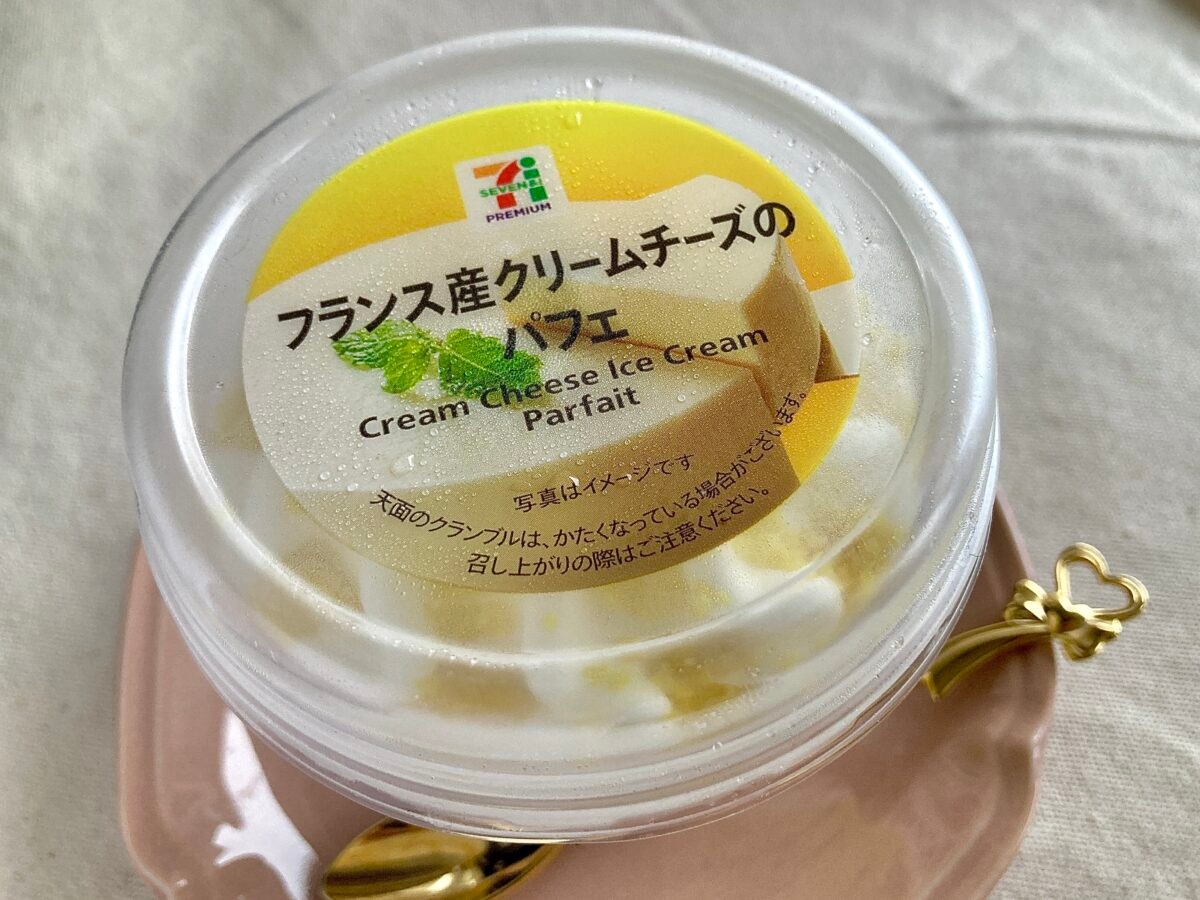 SEVEN&i
PREMIUM
フランス産クリームチーズの
パフェ
Cream Cheese Ice Cream
Parfait
写真はイメージです
天面のクランブルは、かたくなっている場合がございます。
召し上がりの際はご注意ください。